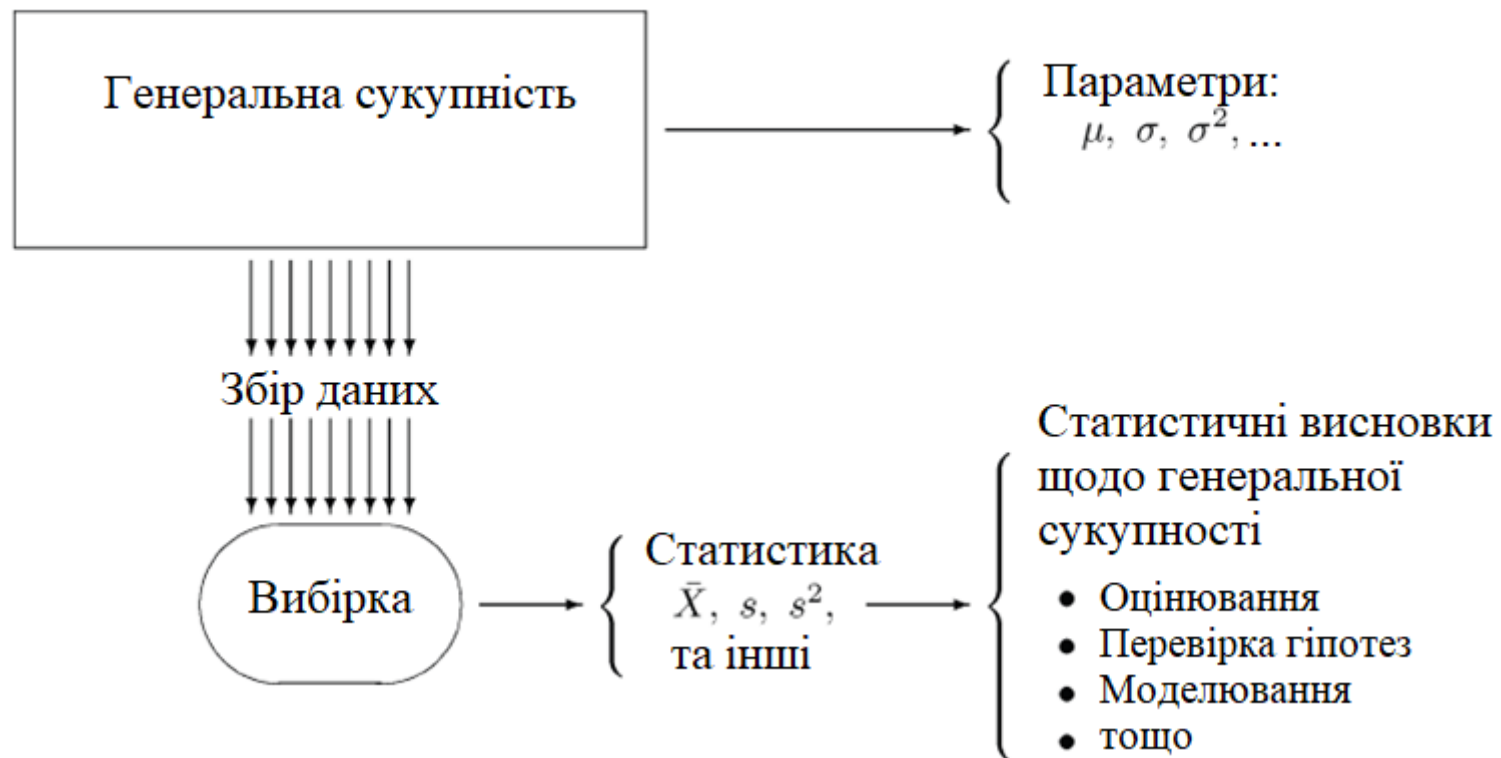 Генеральна сукупність
Параметри:
μ, σ, σ², ...
Збір даних
Вибірка
Статистика
X̄, s, s²,
та інші
Статистичні висновки
щодо генеральної
сукупності
• Оцінювання
• Перевірка гіпотез
• Моделювання
• тощо